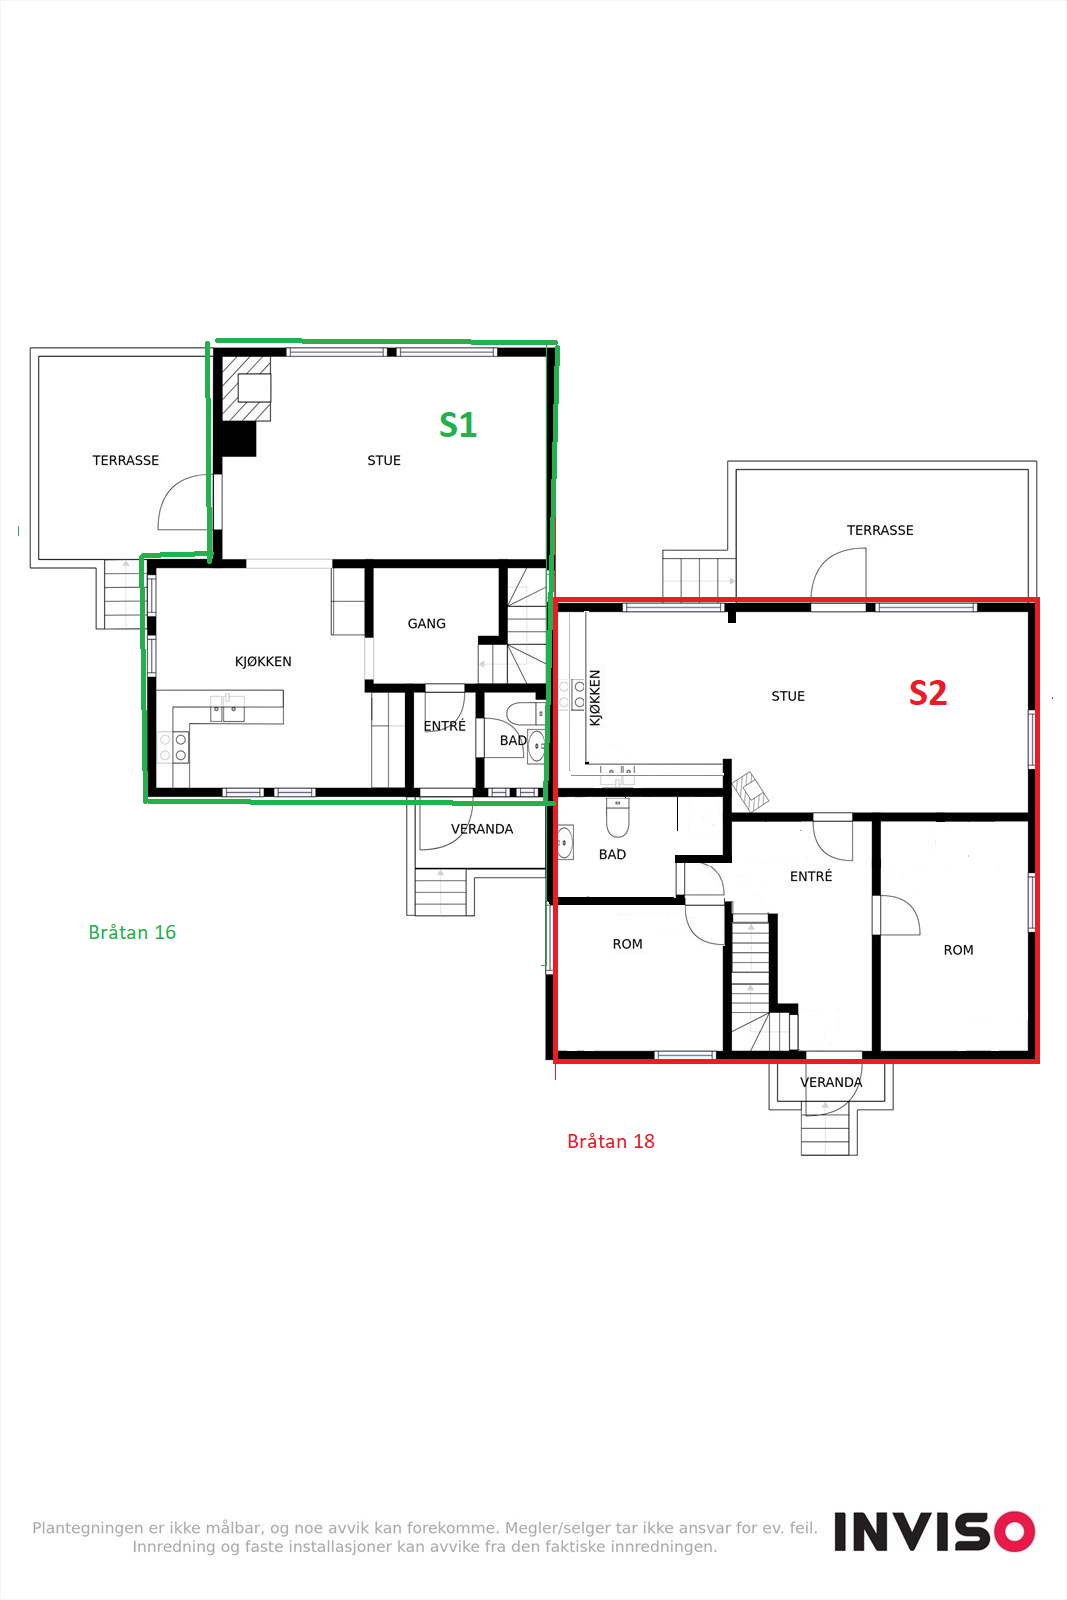 S1
TERRASSE
STUE
TERRASSE
GANG
KJØKKEN
KJØKKEN
STUE
S2
ENTRÉ
BAD
VERANDA
BAD
ENTRÉ
Bråtan 16
ROM
ROM
VERANDA
Bråtan 18
Plantegningen er ikke målbar, og noe avvik kan forekomme. Megler/selger tar ikke ansvar for ev. feil.
Innredning og faste installasjoner kan avvike fra den faktiske innredningen.
INVISO